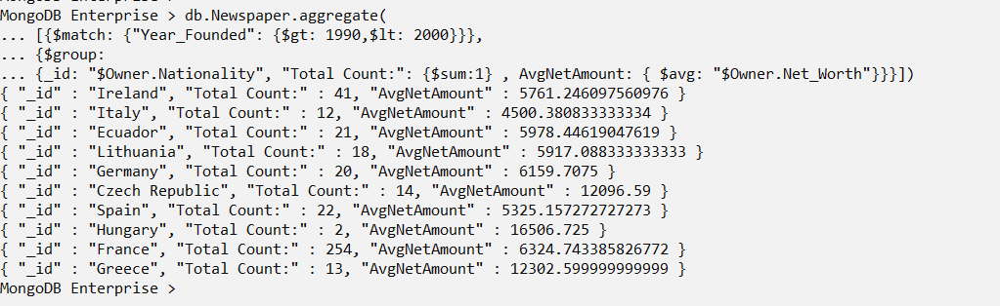 MongoDB Enterprise > db.Newspaper.aggregate(
... [{$match: {"Year_Founded": {$gt: 1990,$lt: 2000}}},
... {$group:
... {_id: "$Owner.Nationality", "Total Count:": {$sum:1} , AvgNetAmount: { $avg: "$Owner.Net_Worth"}}}])
{ "_id" : "Ireland", "Total Count:" : 41, "AvgNetAmount" : 5761.246097560976 }
{ "_id" : "Italy", "Total Count:" : 12, "AvgNetAmount" : 4500.380833333334 }
{ "_id" : "Ecuador", "Total Count:" : 21, "AvgNetAmount" : 5978.44619047619 }
{ "_id" : "Lithuania", "Total Count:" : 18, "AvgNetAmount" : 5917.088333333333 }
{ "_id" : "Germany", "Total Count:" : 20, "AvgNetAmount" : 6159.7075 }
{ "_id" : "Czech Republic", "Total Count:" : 14, "AvgNetAmount" : 12096.59 }
{ "_id" : "Spain", "Total Count:" : 22, "AvgNetAmount" : 5325.157272727273 }
{ "_id" : "Hungary", "Total Count:" : 2, "AvgNetAmount" : 16506.725 }
{ "_id" : "France", "Total Count:" : 254, "AvgNetAmount" : 6324.743385826772 }
{ "_id" : "Greece", "Total Count:" : 13, "AvgNetAmount" : 12302.599999999999 }
MongoDB Enterprise >